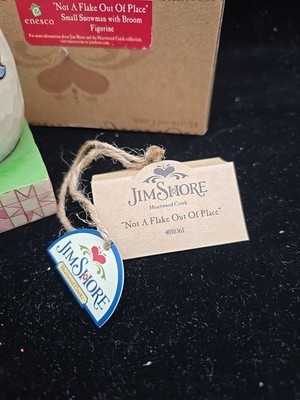 enesco
"Not A Flake Out Of Place"
Small Snowman with Broom
Figurine
JIM SHORE
Heartwood Creek
"Not A Flake Out Of Place"
4010361
JIM SHORE